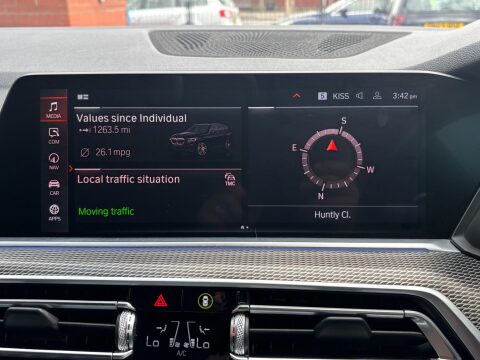 5 KISS 3:42 pm
MEDIA
COM
NAV
CAR
APPS
Values since Individual
1263.5 mi
Ø 26.1 mpg
Local traffic situation
TMC
Moving traffic
S
E
W
N
Huntly Cl.
Lo Lo
A/C